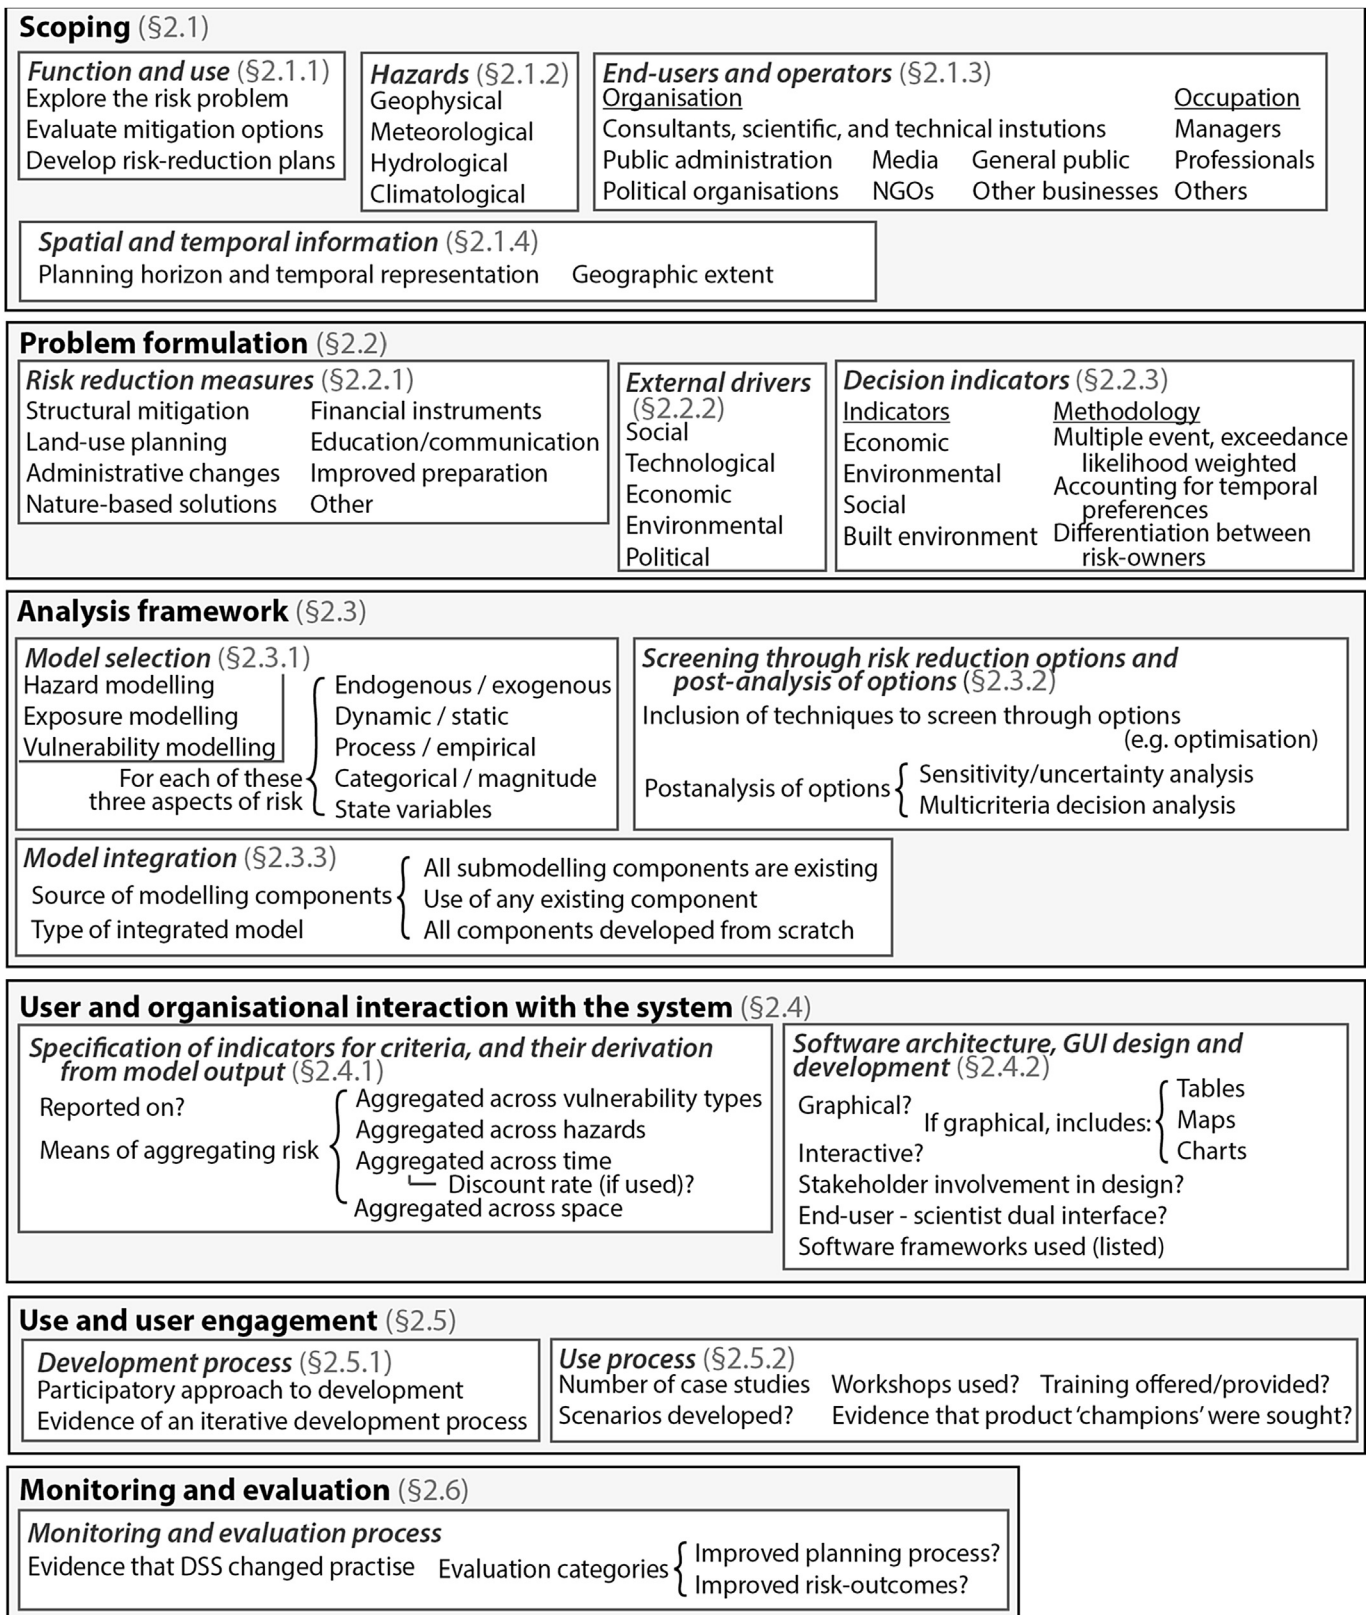 Scoping (§2.1)
Function and use (§2.1.1)
Explore the risk problem
Evaluate mitigation options
Develop risk-reduction plans
Hazards (§2.1.2)
Geophysical
Meteorological
Hydrological
Climatological
End-users and operators (§2.1.3)
Organisation
Consultants, scientific, and technical instutions
Public administration Media General public
Political organisations NGOs Other businesses
Occupation
Managers
Professionals
Others
Spatial and temporal information (§2.1.4)
Planning horizon and temporal representation Geographic extent
Problem formulation (§2.2)
Risk reduction measures (§2.2.1)
Structural mitigation Financial instruments
Land-use planning Education/communication
Administrative changes Improved preparation
Nature-based solutions Other
External drivers
(§2.2.2)
Social
Technological
Economic
Environmental
Political
Decision indicators (§2.2.3)
Indicators
Economic
Environmental
Social
Built environment
Methodology
Multiple event, exceedance
likelihood weighted
Accounting for temporal
preferences
Differentiation between
risk-owners
Analysis framework (§2.3)
Model selection (§2.3.1)
Hazard modelling
Exposure modelling
Vulnerability modelling
For each of these
three aspects of risk
Endogenous / exogenous
Dynamic / static
Process / empirical
Categorical / magnitude
State variables
Screening through risk reduction options and
post-analysis of options (§2.3.2)
Inclusion of techniques to screen through options
(e.g. optimisation)
Postanalysis of options
Sensitivity/uncertainty analysis
Multicriteria decision analysis
Model integration (§2.3.3)
Source of modelling components
Type of integrated model
All submodelling components are existing
Use of any existing component
All components developed from scratch
User and organisational interaction with the system (§2.4)
Specification of indicators for criteria, and their derivation
from model output (§2.4.1)
Reported on?
Means of aggregating risk
Aggregated across vulnerability types
Aggregated across hazards
Aggregated across time
Discount rate (if used)?
Aggregated across space
Software architecture, GUI design and
development (§2.4.2)
Graphical?
If graphical, includes:
Tables
Maps
Charts
Interactive?
Stakeholder involvement in design?
End-user - scientist dual interface?
Software frameworks used (listed)
Use and user engagement (§2.5)
Development process (§2.5.1)
Participatory approach to development
Evidence of an iterative development process
Use process (§2.5.2)
Number of case studies Workshops used? Training offered/provided?
Scenarios developed? Evidence that product ‘champions’ were sought?
Monitoring and evaluation (§2.6)
Monitoring and evaluation process
Evidence that DSS changed practise Evaluation categories
Improved planning process?
Improved risk-outcomes?